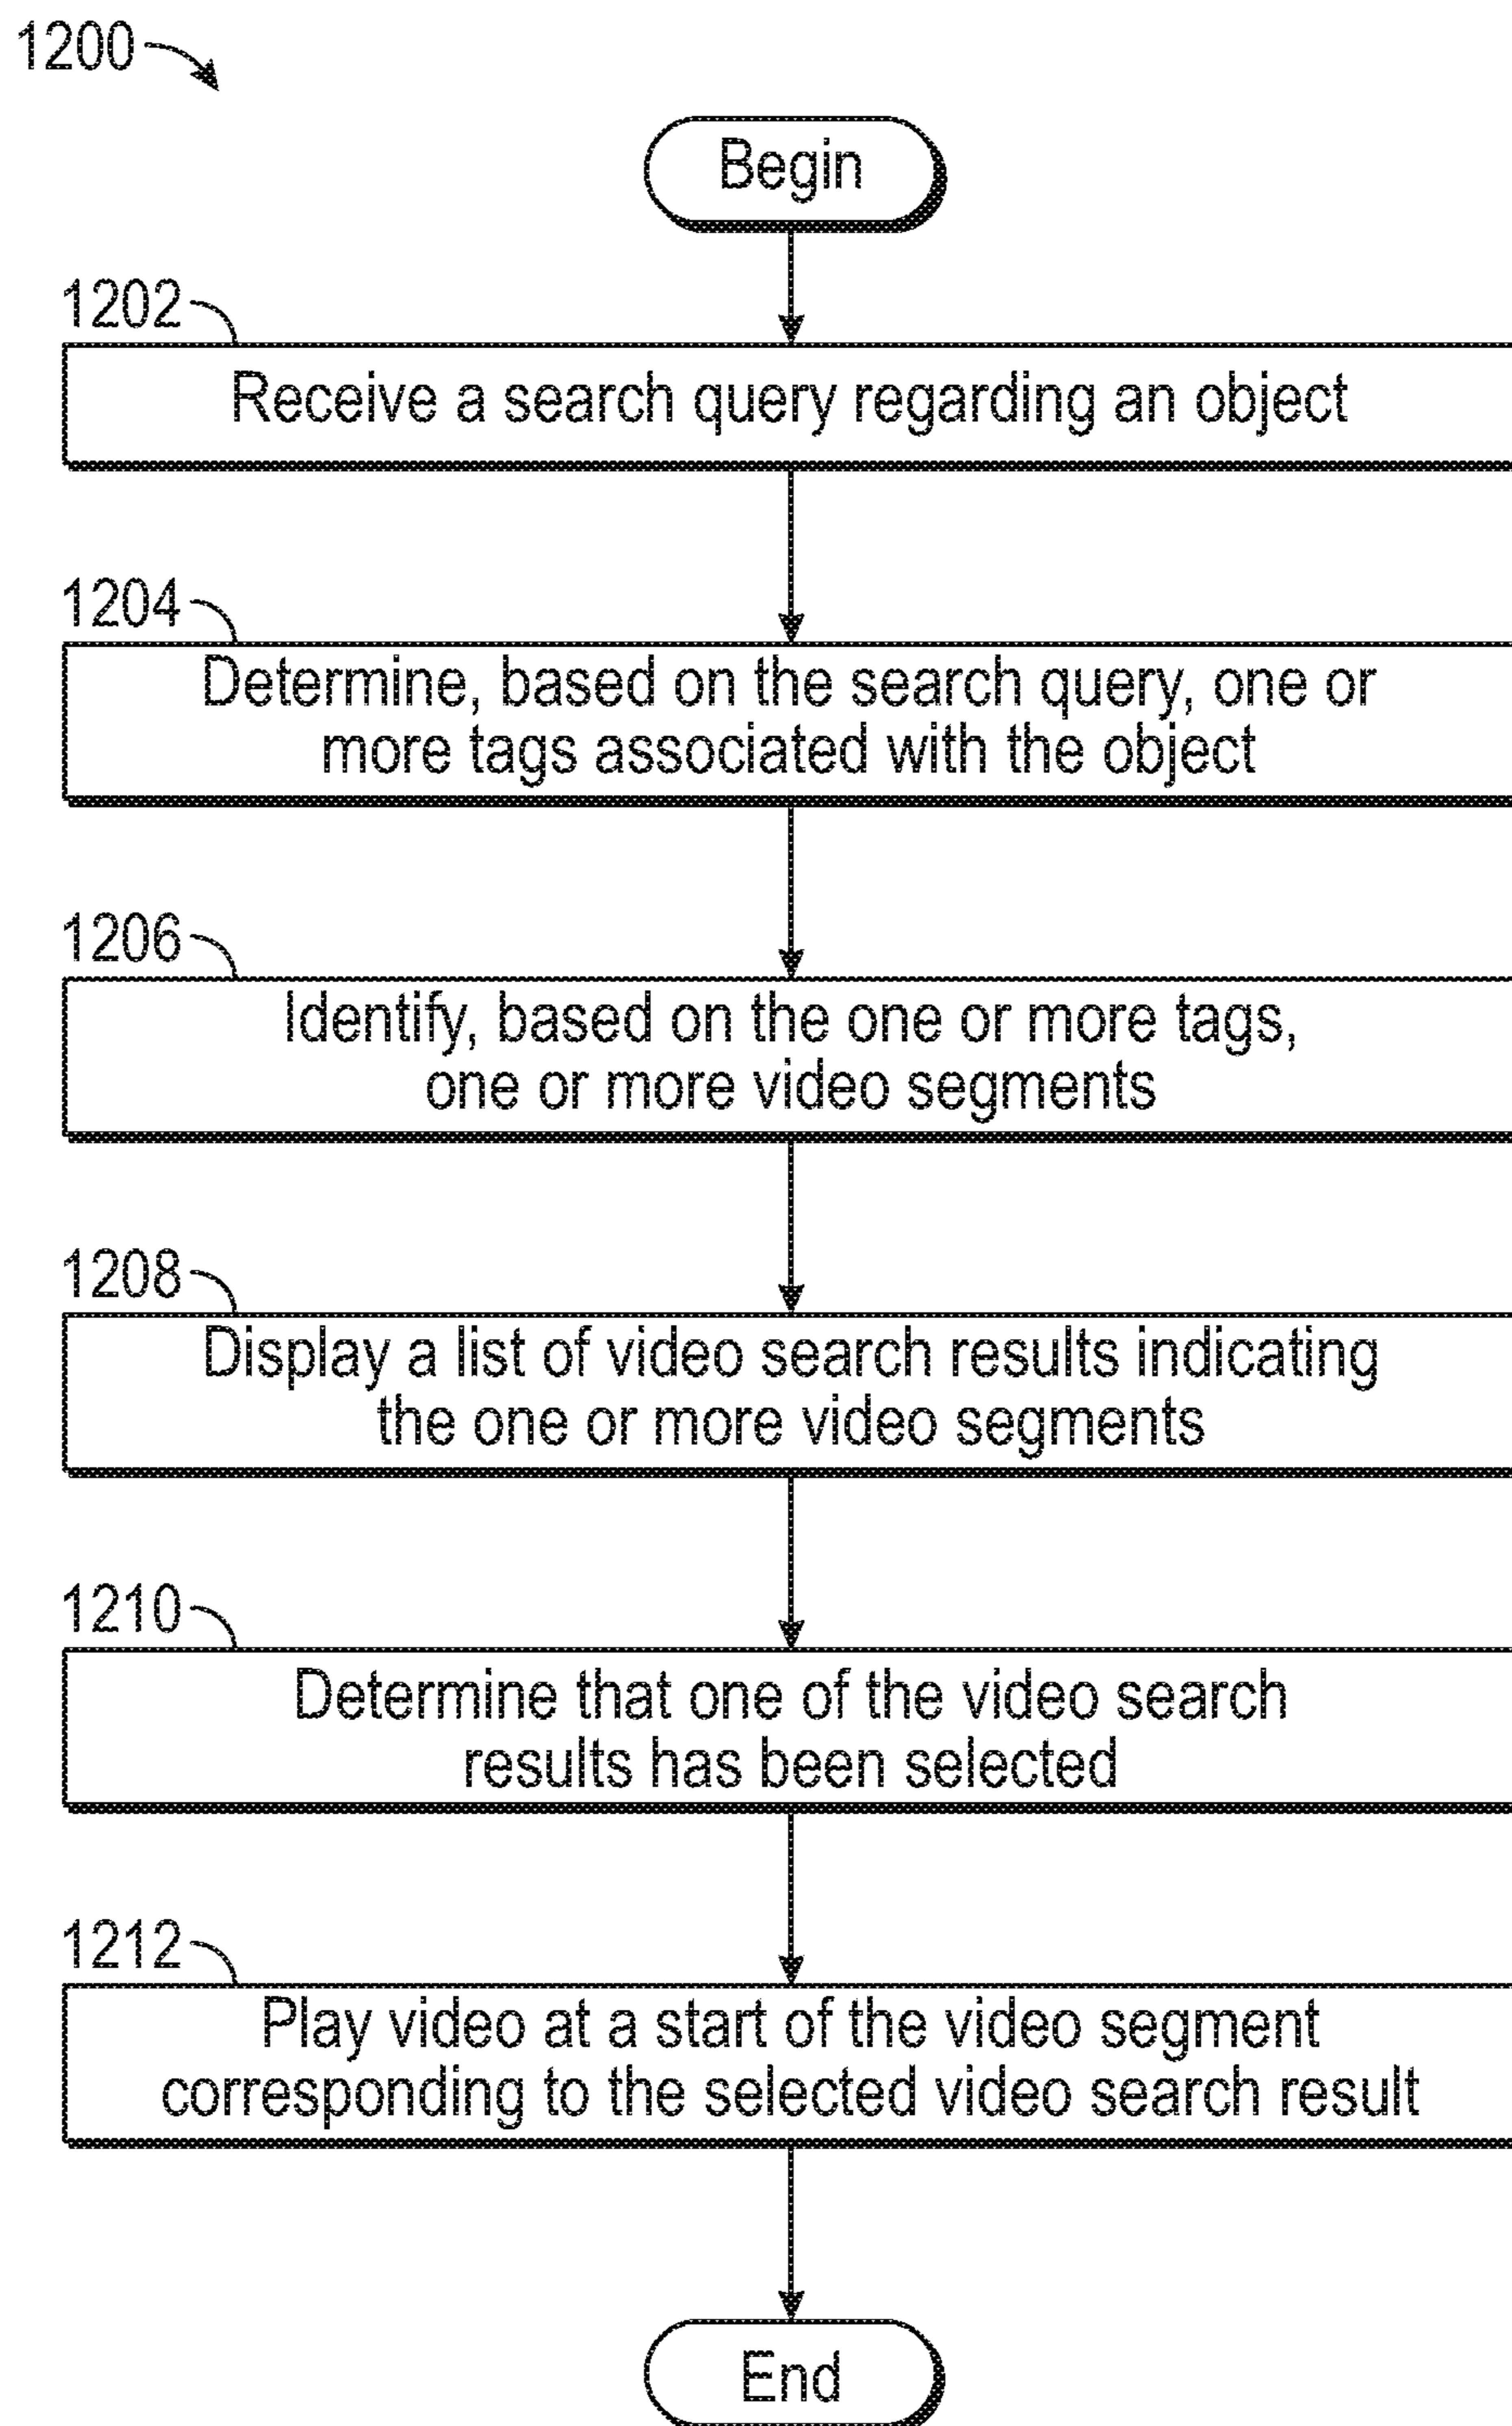 1200
Begin
1202
Receive a search query regarding an object
1204
Determine, based on the search query, one or
more tags associated with the object
1206
Identify, based on the one or more tags,
one or more video segments
1208
Display a list of video search results indicating
the one or more video segments
1210
Determine that one of the video search
results has been selected
1212
Play video at a start of the video segment
corresponding to the selected video search result
End